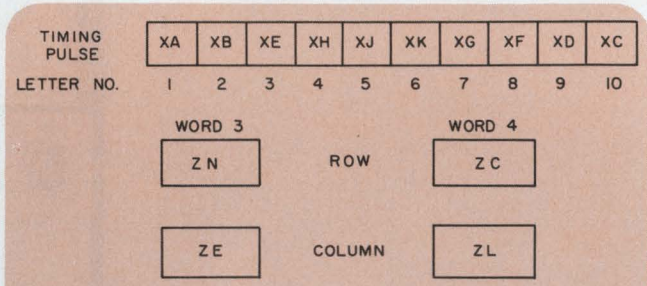 TIMING PULSE XA XB XE XH XJ XK XG XF XD XC
LETTER NO. 1 2 3 4 5 6 7 8 9 10
WORD 3 WORD 4
ZN ROW ZC
ZE COLUMN ZL